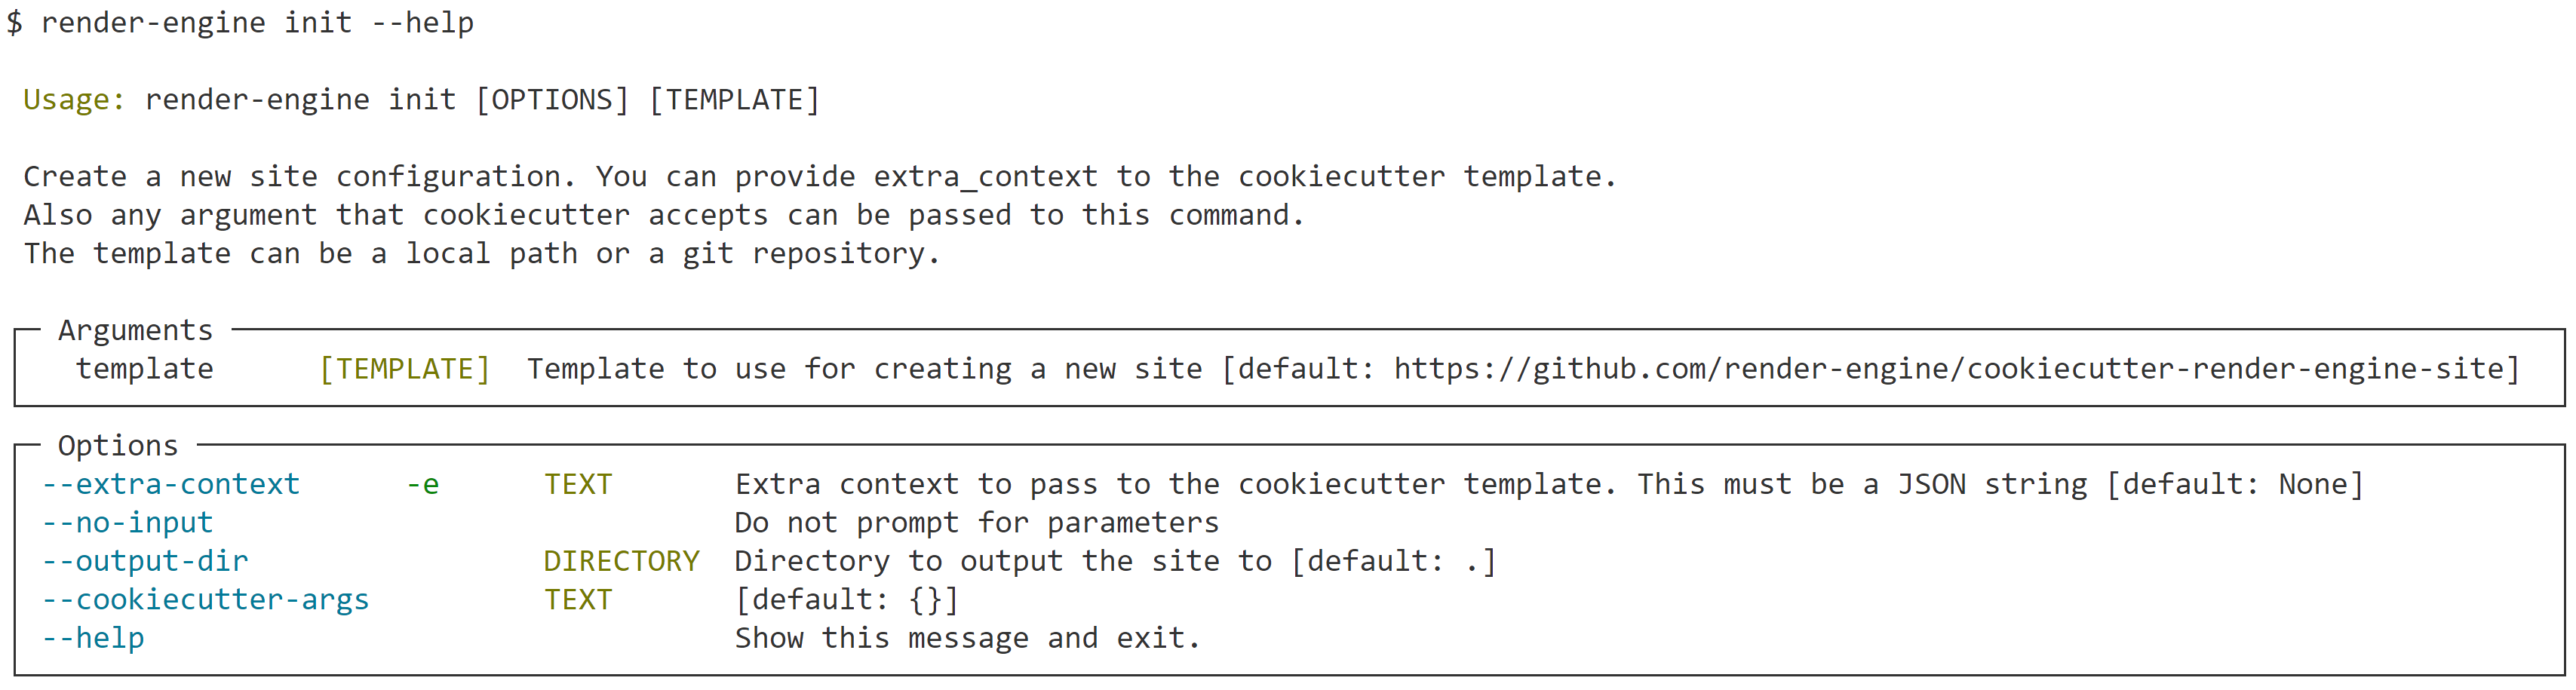 $ render-engine init --help
Usage: render-engine init [OPTIONS] [TEMPLATE]
Create a new site configuration. You can provide extra_context to the cookiecutter template.
Also any argument that cookiecutter accepts can be passed to this command.
The template can be a local path or a git repository.
Arguments
template [TEMPLATE] Template to use for creating a new site [default: https://github.com/render-engine/cookiecutter-render-engine-site]
Options
--extra-context -e TEXT Extra context to pass to the cookiecutter template. This must be a JSON string [default: None]
--no-input Do not prompt for parameters
--output-dir DIRECTORY Directory to output the site to [default: .]
--cookiecutter-args TEXT [default: {}]
--help Show this message and exit.